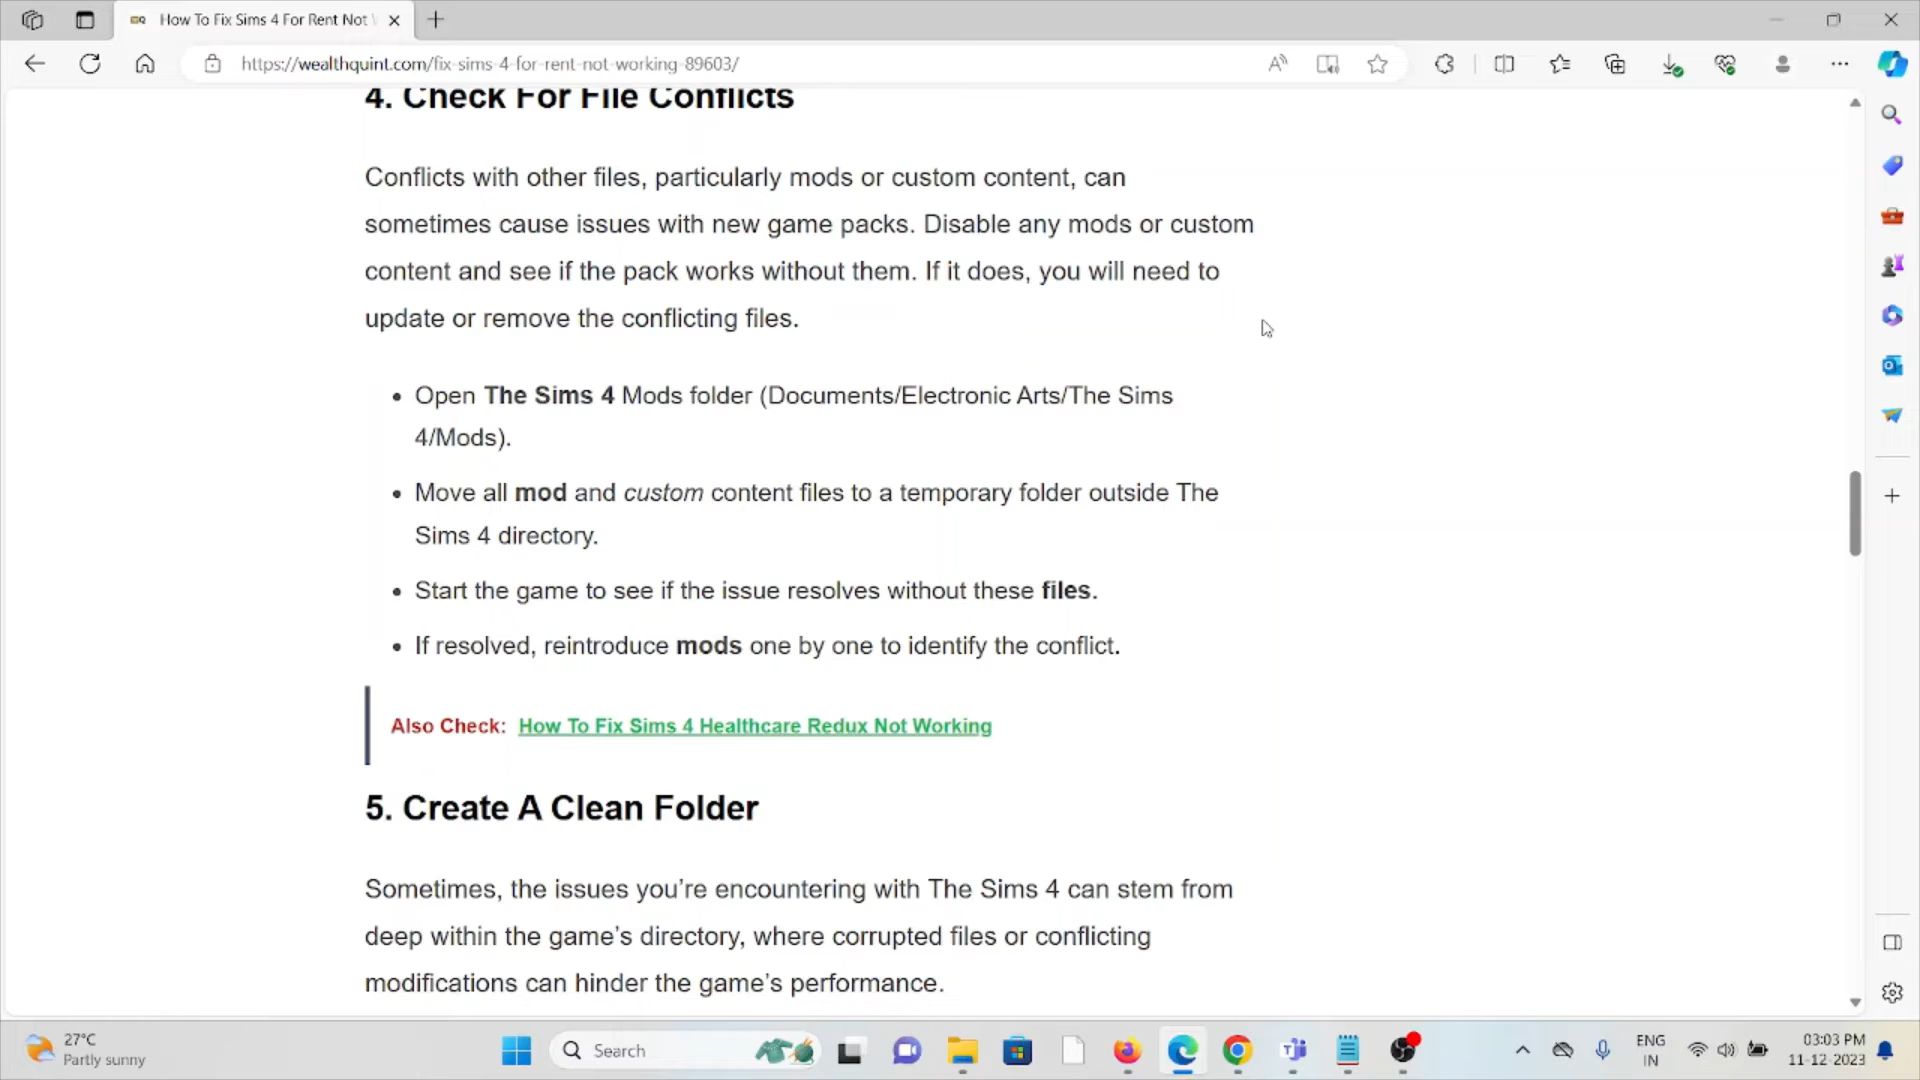 How To Fix Sims 4 For Rent Not
https://wealthquint.com/fix-sims-4-for-rent-not-working-89603/
4. Check For File Conflicts
Conflicts with other files, particularly mods or custom content, can
sometimes cause issues with new game packs. Disable any mods or custom
content and see if the pack works without them. If it does, you will need to
update or remove the conflicting files.
• Open The Sims 4 Mods folder (Documents/Electronic Arts/The Sims
4/Mods).
• Move all mod and custom content files to a temporary folder outside The
Sims 4 directory.
• Start the game to see if the issue resolves without these files.
• If resolved, reintroduce mods one by one to identify the conflict.
Also Check: How To Fix Sims 4 Healthcare Redux Not Working
5. Create A Clean Folder
Sometimes, the issues you’re encountering with The Sims 4 can stem from
deep within the game’s directory, where corrupted files or conflicting
modifications can hinder the game’s performance.
27°C
Partly sunny
Search
ENG
IN
03:03 PM
11-12-2023